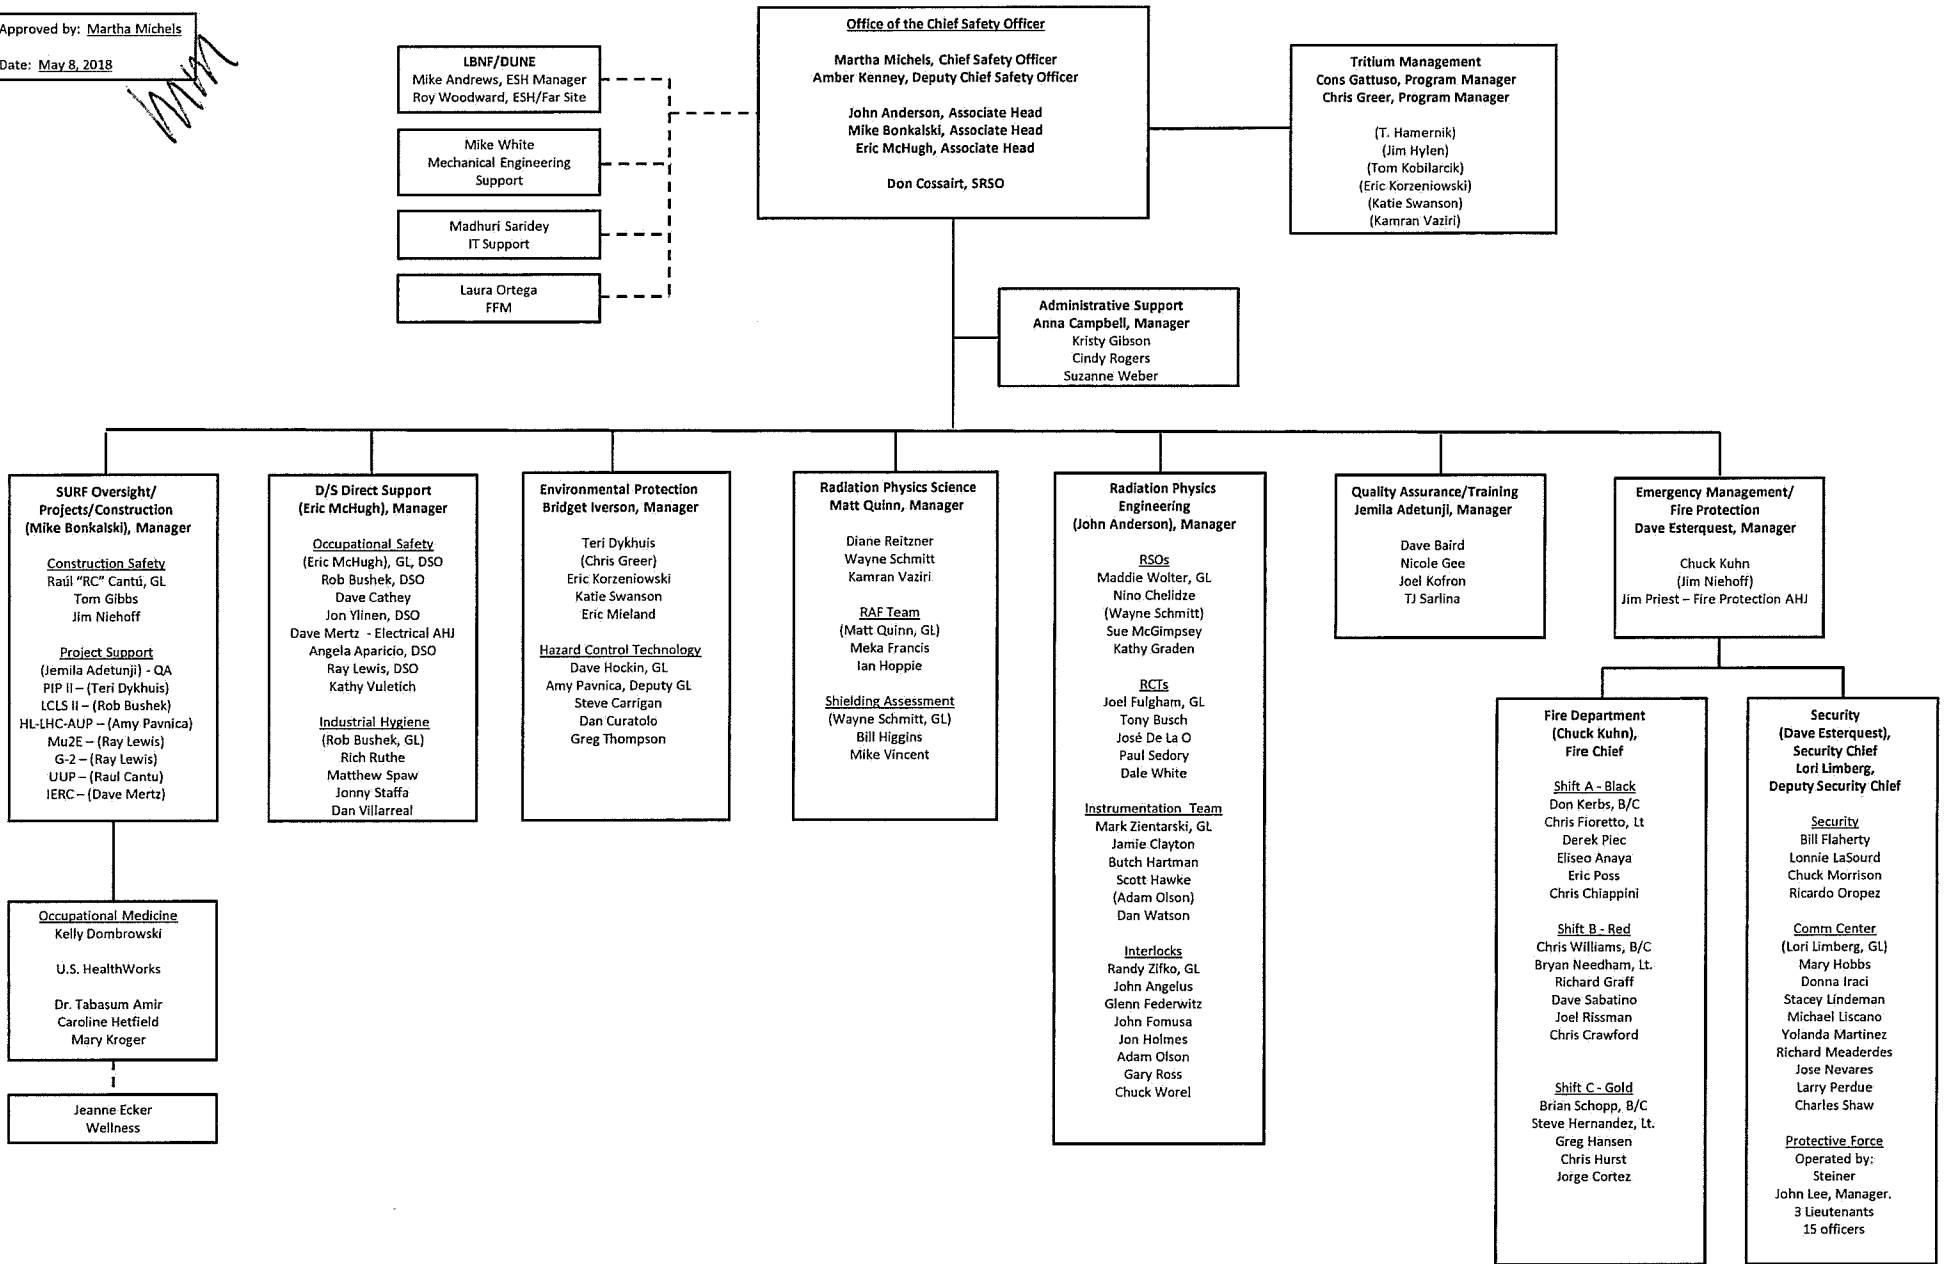 Approved by: Martha Michels
Date: May 8, 2018
LBNF/DUNE
Mike Andrews, ESH Manager
Roy Woodward, ESH/Far Site
Mike White
Mechanical Engineering
Support
Madhuri Saridey
IT Support
Laura Ortega
FFM
Office of the Chief Safety Officer
Martha Michels, Chief Safety Officer
Amber Kenney, Deputy Chief Safety Officer
John Anderson, Associate Head
Mike Bonkalski, Associate Head
Eric McHugh, Associate Head
Don Cossairt, SRSO
Tritium Management
Cons Gattuso, Program Manager
Chris Greer, Program Manager
(T. Hamernik)
(Jim Hylen)
(Tom Kobilarcik)
(Eric Korzeniowski)
(Katie Swanson)
(Kamran Vaziri)
Administrative Support
Anna Campbell, Manager
Kristy Gibson
Cindy Rogers
Suzanne Weber
SURF Oversight/
Projects/Construction
(Mike Bonkalski), Manager
Construction Safety
Raúl "RC" Cantú, GL
Tom Gibbs
Jim Niehoff
Project Support
(Jemila Adetunji) - QA
PIP II – (Teri Dykhuis)
LCLS II – (Rob Bushek)
HL-LHC-AUP – (Amy Pavnica)
Mu2E – (Ray Lewis)
G-2 – (Ray Lewis)
UUP – (Raul Cantu)
IERC – (Dave Mertz)
Occupational Medicine
Kelly Dombrowski
U.S. HealthWorks
Dr. Tabasum Amir
Caroline Hetfield
Mary Kroger
Jeanne Ecker
Wellness
D/S Direct Support
(Eric McHugh), Manager
Occupational Safety
(Eric McHugh), GL, DSO
Rob Bushek, DSO
Dave Cathey
Jon Ylinen, DSO
Dave Mertz - Electrical AHJ
Angela Aparicio, DSO
Ray Lewis, DSO
Kathy Vuletich
Industrial Hygiene
(Rob Bushek, GL)
Rich Ruthe
Matthew Spaw
Jonny Staffa
Dan Villarreal
Environmental Protection
Bridget Iverson, Manager
Teri Dykhuis
(Chris Greer)
Eric Korzeniowski
Katie Swanson
Eric Mieland
Hazard Control Technology
Dave Hockin, GL
Amy Pavnica, Deputy GL
Steve Carrigan
Dan Curatolo
Greg Thompson
Radiation Physics Science
Matt Quinn, Manager
Diane Reitzner
Wayne Schmitt
Kamran Vaziri
RAF Team
(Matt Quinn, GL)
Meka Francis
Ian Hoppie
Shielding Assessment
(Wayne Schmitt, GL)
Bill Higgins
Mike Vincent
Radiation Physics
Engineering
(John Anderson), Manager
RSOs
Maddie Wolter, GL
Nino Chelidze
(Wayne Schmitt)
Sue McGimpsey
Kathy Graden
RCTs
Joel Fulgham, GL
Tony Busch
José De La O
Paul Sedory
Dale White
Instrumentation Team
Mark Zientarski, GL
Jamie Clayton
Butch Hartman
Scott Hawke
(Adam Olson)
Dan Watson
Interlocks
Randy Zifko, GL
John Angelus
Glenn Federwitz
John Fomusa
Jon Holmes
Adam Olson
Gary Ross
Chuck Worel
Quality Assurance/Training
Jemila Adetunji, Manager
Dave Baird
Nicole Gee
Joel Kofron
TJ Sarlina
Emergency Management/
Fire Protection
Dave Esterquest, Manager
Chuck Kuhn
(Jim Niehoff)
Jim Priest – Fire Protection AHJ
Fire Department
(Chuck Kuhn),
Fire Chief
Shift A - Black
Don Kerbs, B/C
Chris Fioretto, Lt
Derek Piec
Eliseo Anaya
Eric Poss
Chris Chiappini
Shift B - Red
Chris Williams, B/C
Bryan Needham, Lt.
Richard Graff
Dave Sabatino
Joel Rissman
Chris Crawford
Shift C - Gold
Brian Schopp, B/C
Steve Hernandez, Lt.
Greg Hansen
Chris Hurst
Jorge Cortez
Security
(Dave Esterquest),
Security Chief
Lori Limberg,
Deputy Security Chief
Security
Bill Flaherty
Lonnie LaSourd
Chuck Morrison
Ricardo Oropez
Comm Center
(Lori Limberg, GL)
Mary Hobbs
Donna Iraci
Stacey Lindeman
Michael Liscano
Yolanda Martinez
Richard Meaderdes
Jose Nevares
Larry Perdue
Charles Shaw
Protective Force
Operated by:
Steiner
John Lee, Manager.
3 Lieutenants
15 officers